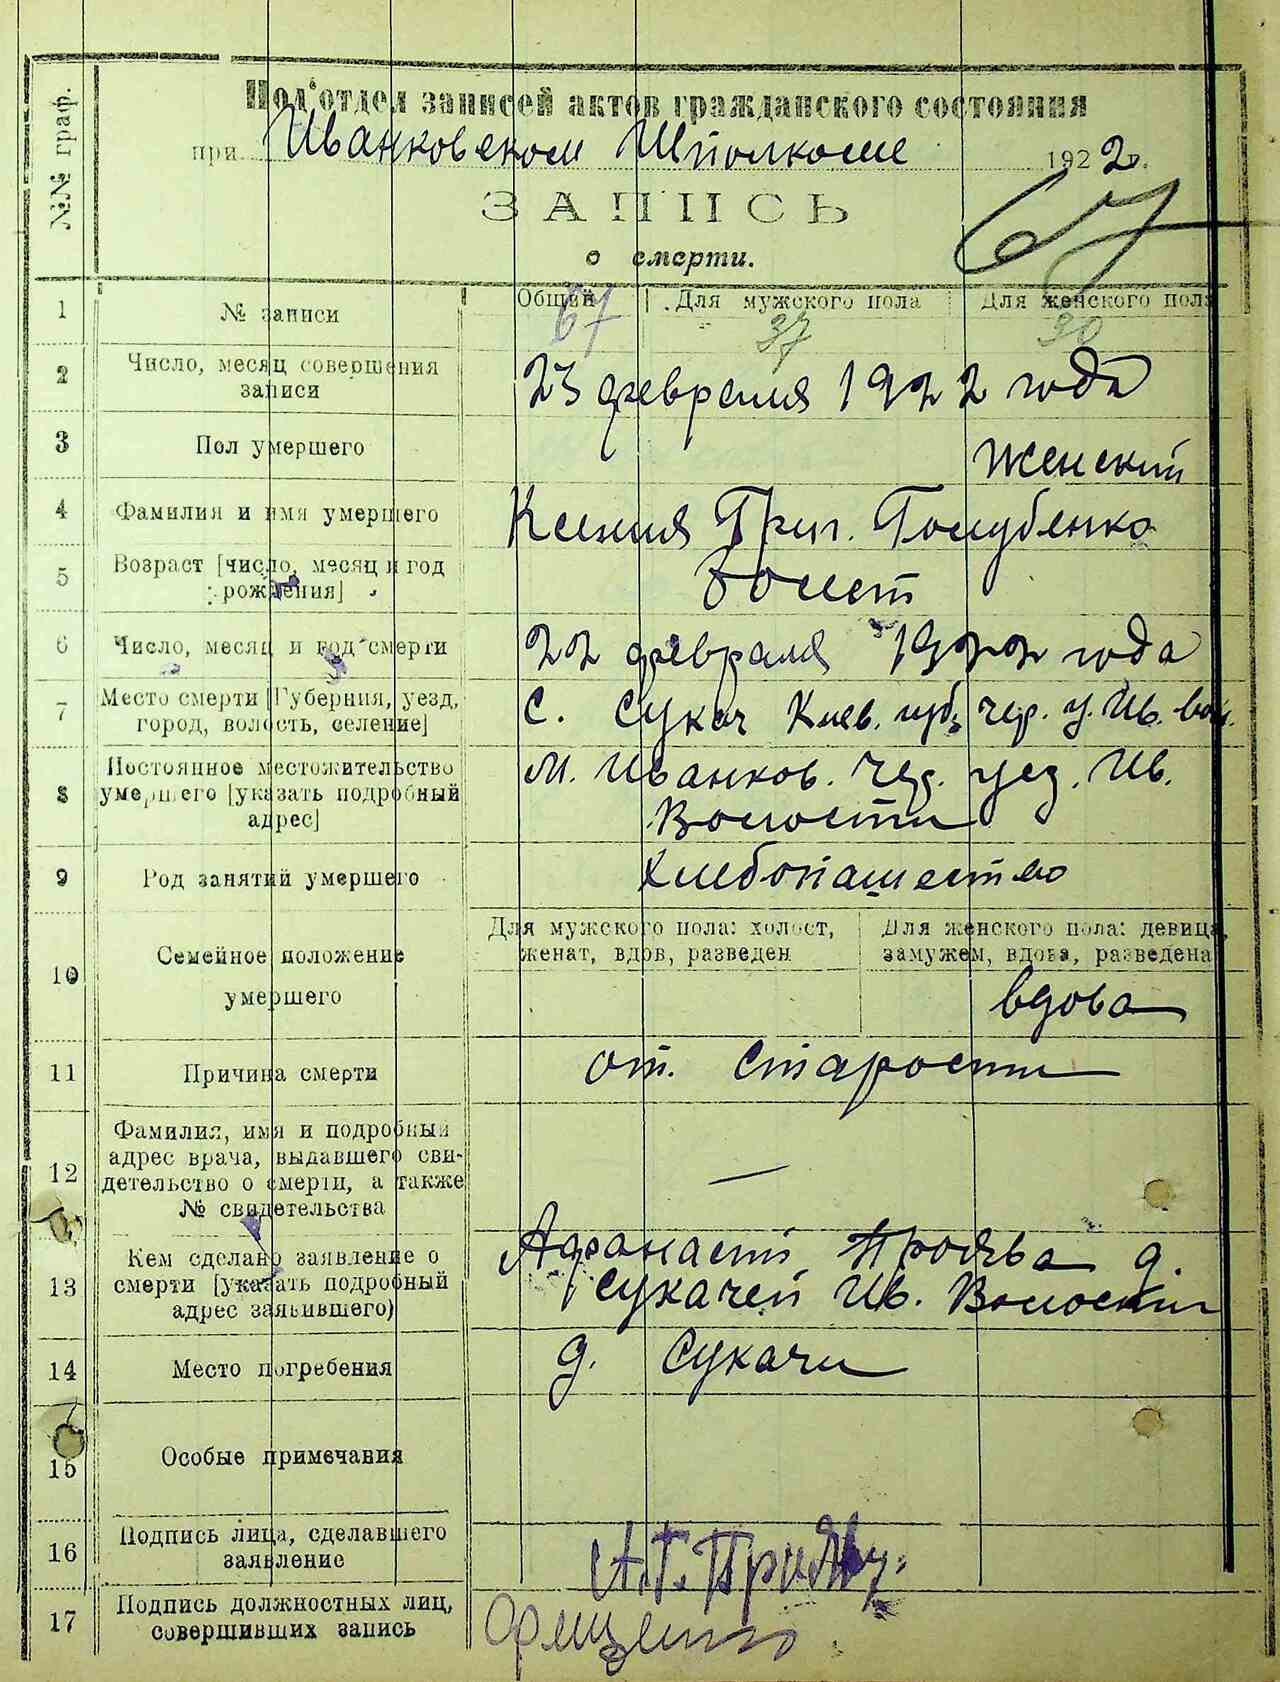 №№ граф.
Под'отдел записей актов гражданского состояния
при Иванковском 1922 г.
ЗАПИСЬ
о смерти.
67
1 № записи Общий 67 Для мужского пола 37 Для женского пола 30
2 Число, месяц совершения
записи
23 февраля 1922 года
3 Пол умершего Женский
4 Фамилия и имя умершего Ксения Григ. Голубенко
5 Возраст [число, месяц и год
рождения]
лет
6 Число, месяц и год смерти 22 февраля 1922 года
7 Место смерти [Губерния, уезд,
город, волость, селение]
с. Сукач Киев. губ. чер. у. Ив. вол.
8 Постоянное местожительство
умершего [указать подробный
адрес]
М. Иванков. Чер. уез. Ив.
Волости
9 Род занятий умершего Хлебопашество
10 Семейное положение
умершего
Для мужского пола: холост,
женат, вдов, разведен
Для женского пола: девица,
замужем, вдова, разведена
вдова
11 Причина смерти от. старости
12 Фамилия, имя и подробный
адрес врача, выдавшего сви-
детельство о смерти, а также
№ свидетельства
—
13 Кем сделано заявление о
смерти [указать подробный
адрес заявившего)
Афанасий д.
Сукачей Ив. Волости
14 Место погребения д. Сукачи
15 Особые примечания
16 Подпись лица, сделавшего
заявление
А.Г.
17 Подпись должностных лиц,
совершивших запись